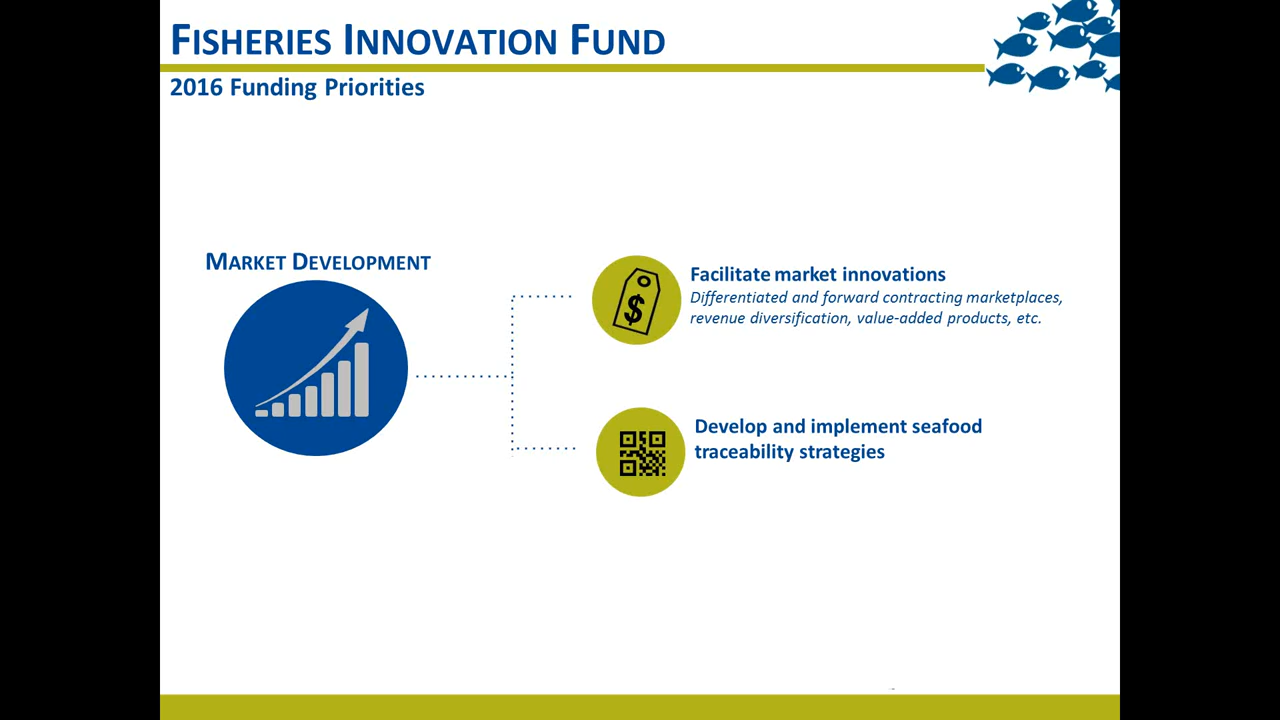 FISHERIES INNOVATION FUND
2016 Funding Priorities
MARKET DEVELOPMENT
Facilitate market innovations
Differentiated and forward contracting marketplaces,
revenue diversification, value-added products, etc.
$
Develop and implement seafood
traceability strategies